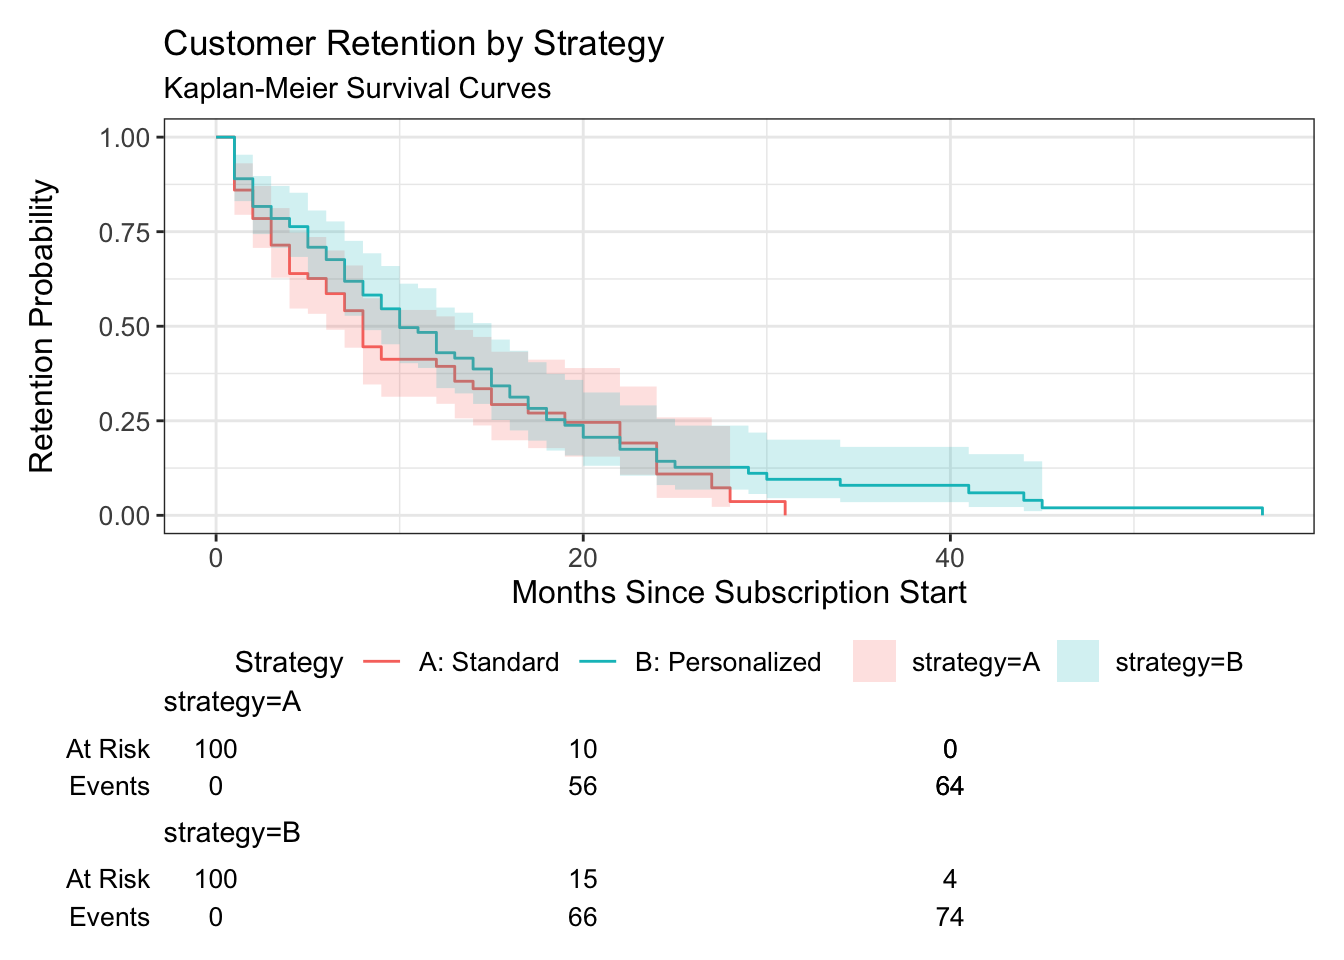 Customer Retention by Strategy
Kaplan-Meier Survival Curves
Retention Probability
1.00
0.75
0.50
0.25
0.00
0 20 40
Months Since Subscription Start
Strategy A: Standard B: Personalized strategy=A strategy=B
strategy=A
At Risk 100 10 0
Events 0 56 64
strategy=B
At Risk 100 15 4
Events 0 66 74